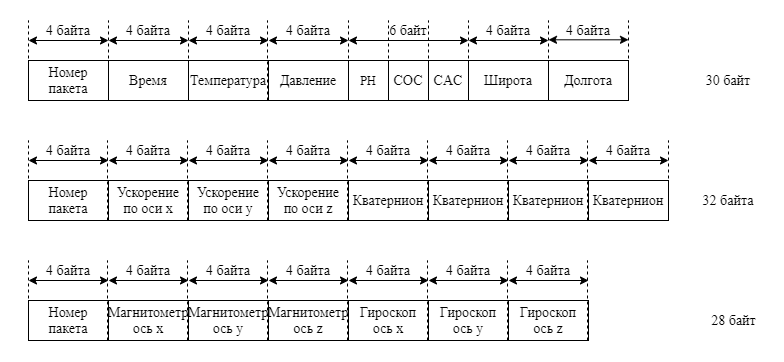 4 байта 4 байта 4 байта 4 байта 6 байт 4 байта 4 байта
Номер пакета Время Температура Давление РН СОС САС Широта Долгота 30 байт
4 байта 4 байта 4 байта 4 байта 4 байта 4 байта 4 байта 4 байта
Номер пакета Ускорение по оси x Ускорение по оси y Ускорение по оси z Кватернион Кватернион Кватернион Кватернион 32 байта
4 байта 4 байта 4 байта 4 байта 4 байта 4 байта 4 байта
Номер пакета Магнитометр ось x Магнитометр ось y Магнитометр ось z Гироскоп ось x Гироскоп ось y Гироскоп ось z 28 байт